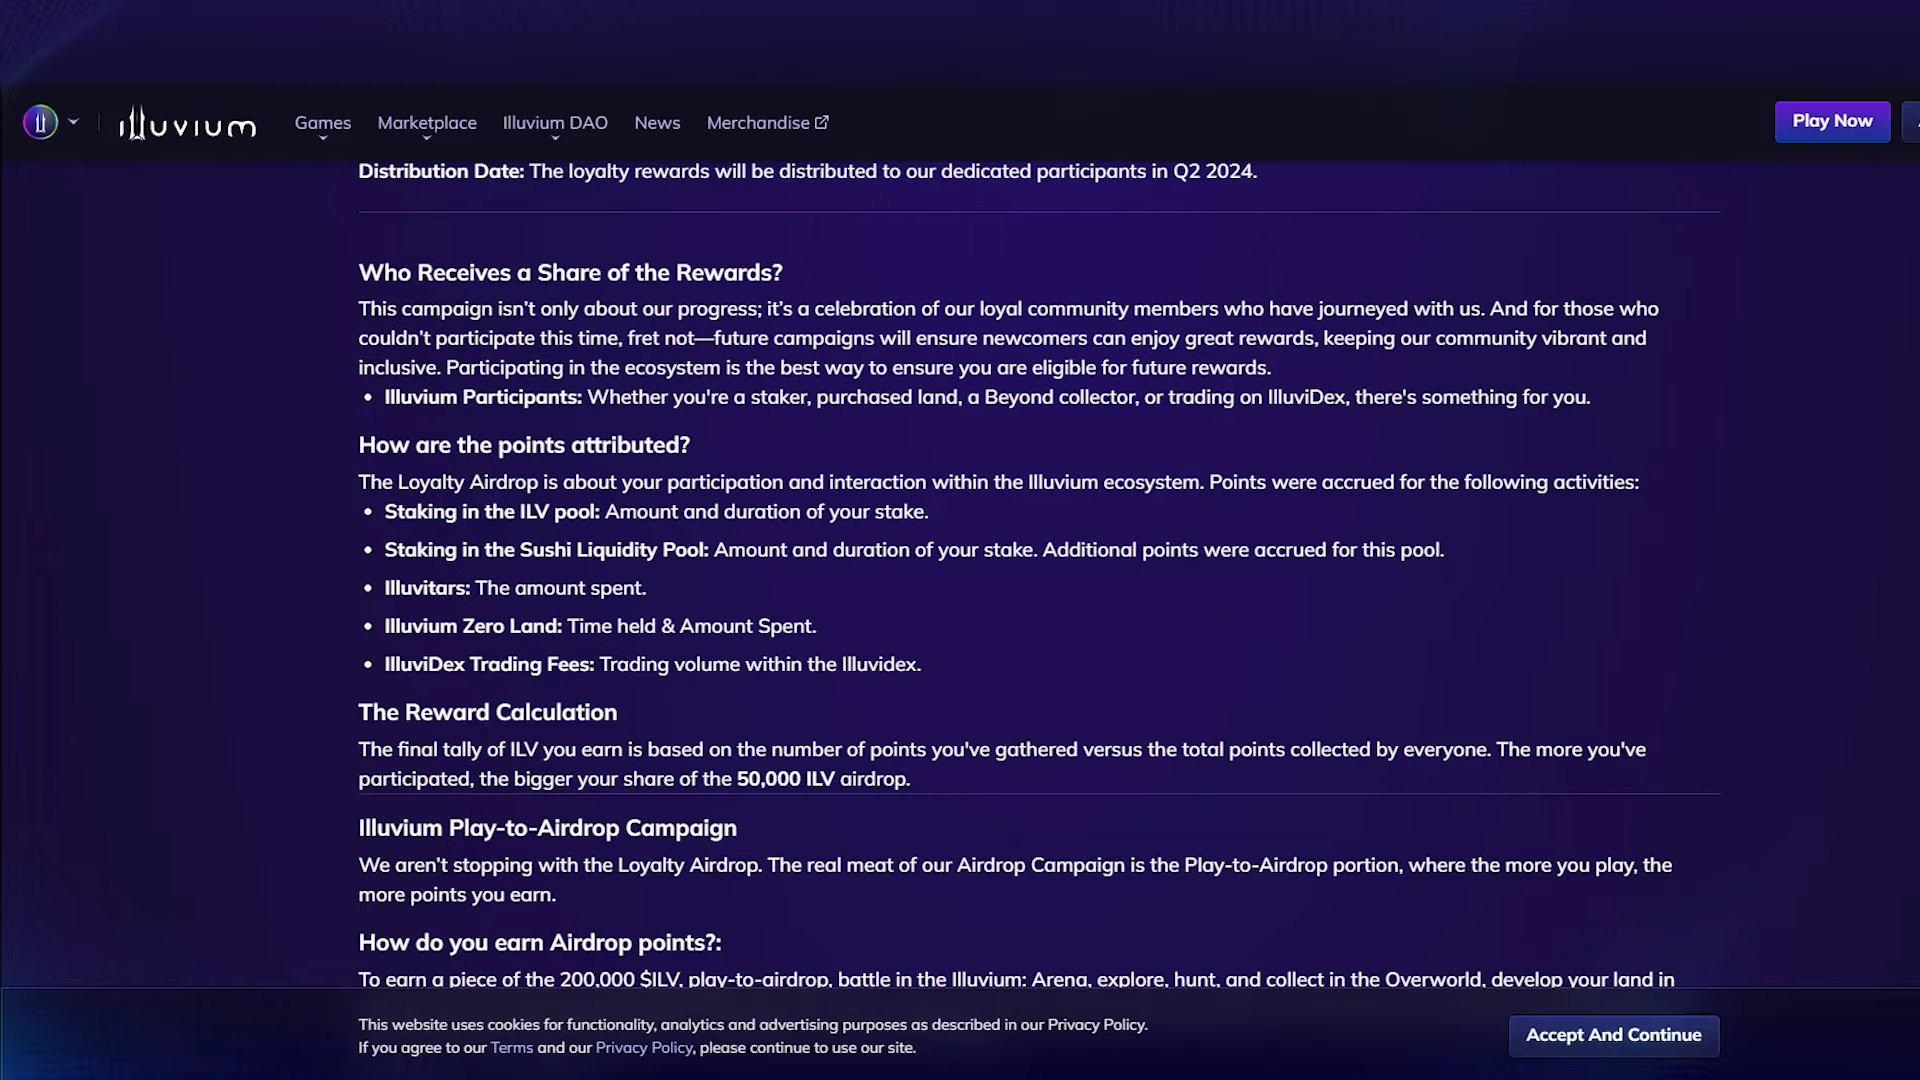 illuvium
Games
Marketplace
Illuvium DAO
News
Merchandise
Play Now
Distribution Date: The loyalty rewards will be distributed to our dedicated participants in Q2 2024.
Who Receives a Share of the Rewards?
This campaign isn't only about our progress; it's a celebration of our loyal community members who have journeyed with us. And for those who
couldn't participate this time, fret not—future campaigns will ensure newcomers can enjoy great rewards, keeping our community vibrant and
inclusive. Participating in the ecosystem is the best way to ensure you are eligible for future rewards.
• Illuvium Participants: Whether you're a staker, purchased land, a Beyond collector, or trading on IlluviDex, there's something for you.
How are the points attributed?
The Loyalty Airdrop is about your participation and interaction within the Illuvium ecosystem. Points were accrued for the following activities:
• Staking in the ILV pool: Amount and duration of your stake.
• Staking in the Sushi Liquidity Pool: Amount and duration of your stake. Additional points were accrued for this pool.
• Illuvitars: The amount spent.
• Illuvium Zero Land: Time held & Amount Spent.
• IlluviDex Trading Fees: Trading volume within the Illuvidex.
The Reward Calculation
The final tally of ILV you earn is based on the number of points you've gathered versus the total points collected by everyone. The more you've
participated, the bigger your share of the 50,000 ILV airdrop.
Illuvium Play-to-Airdrop Campaign
We aren't stopping with the Loyalty Airdrop. The real meat of our Airdrop Campaign is the Play-to-Airdrop portion, where the more you play, the
more points you earn.
How do you earn Airdrop points?:
To earn a piece of the 200,000 $ILV, play-to-airdrop, battle in the Illuvium: Arena, explore, hunt, and collect in the Overworld, develop your land in
This website uses cookies for functionality, analytics and advertising purposes as described in our Privacy Policy.
If you agree to our Terms and our Privacy Policy, please continue to use our site.
Accept And Continue